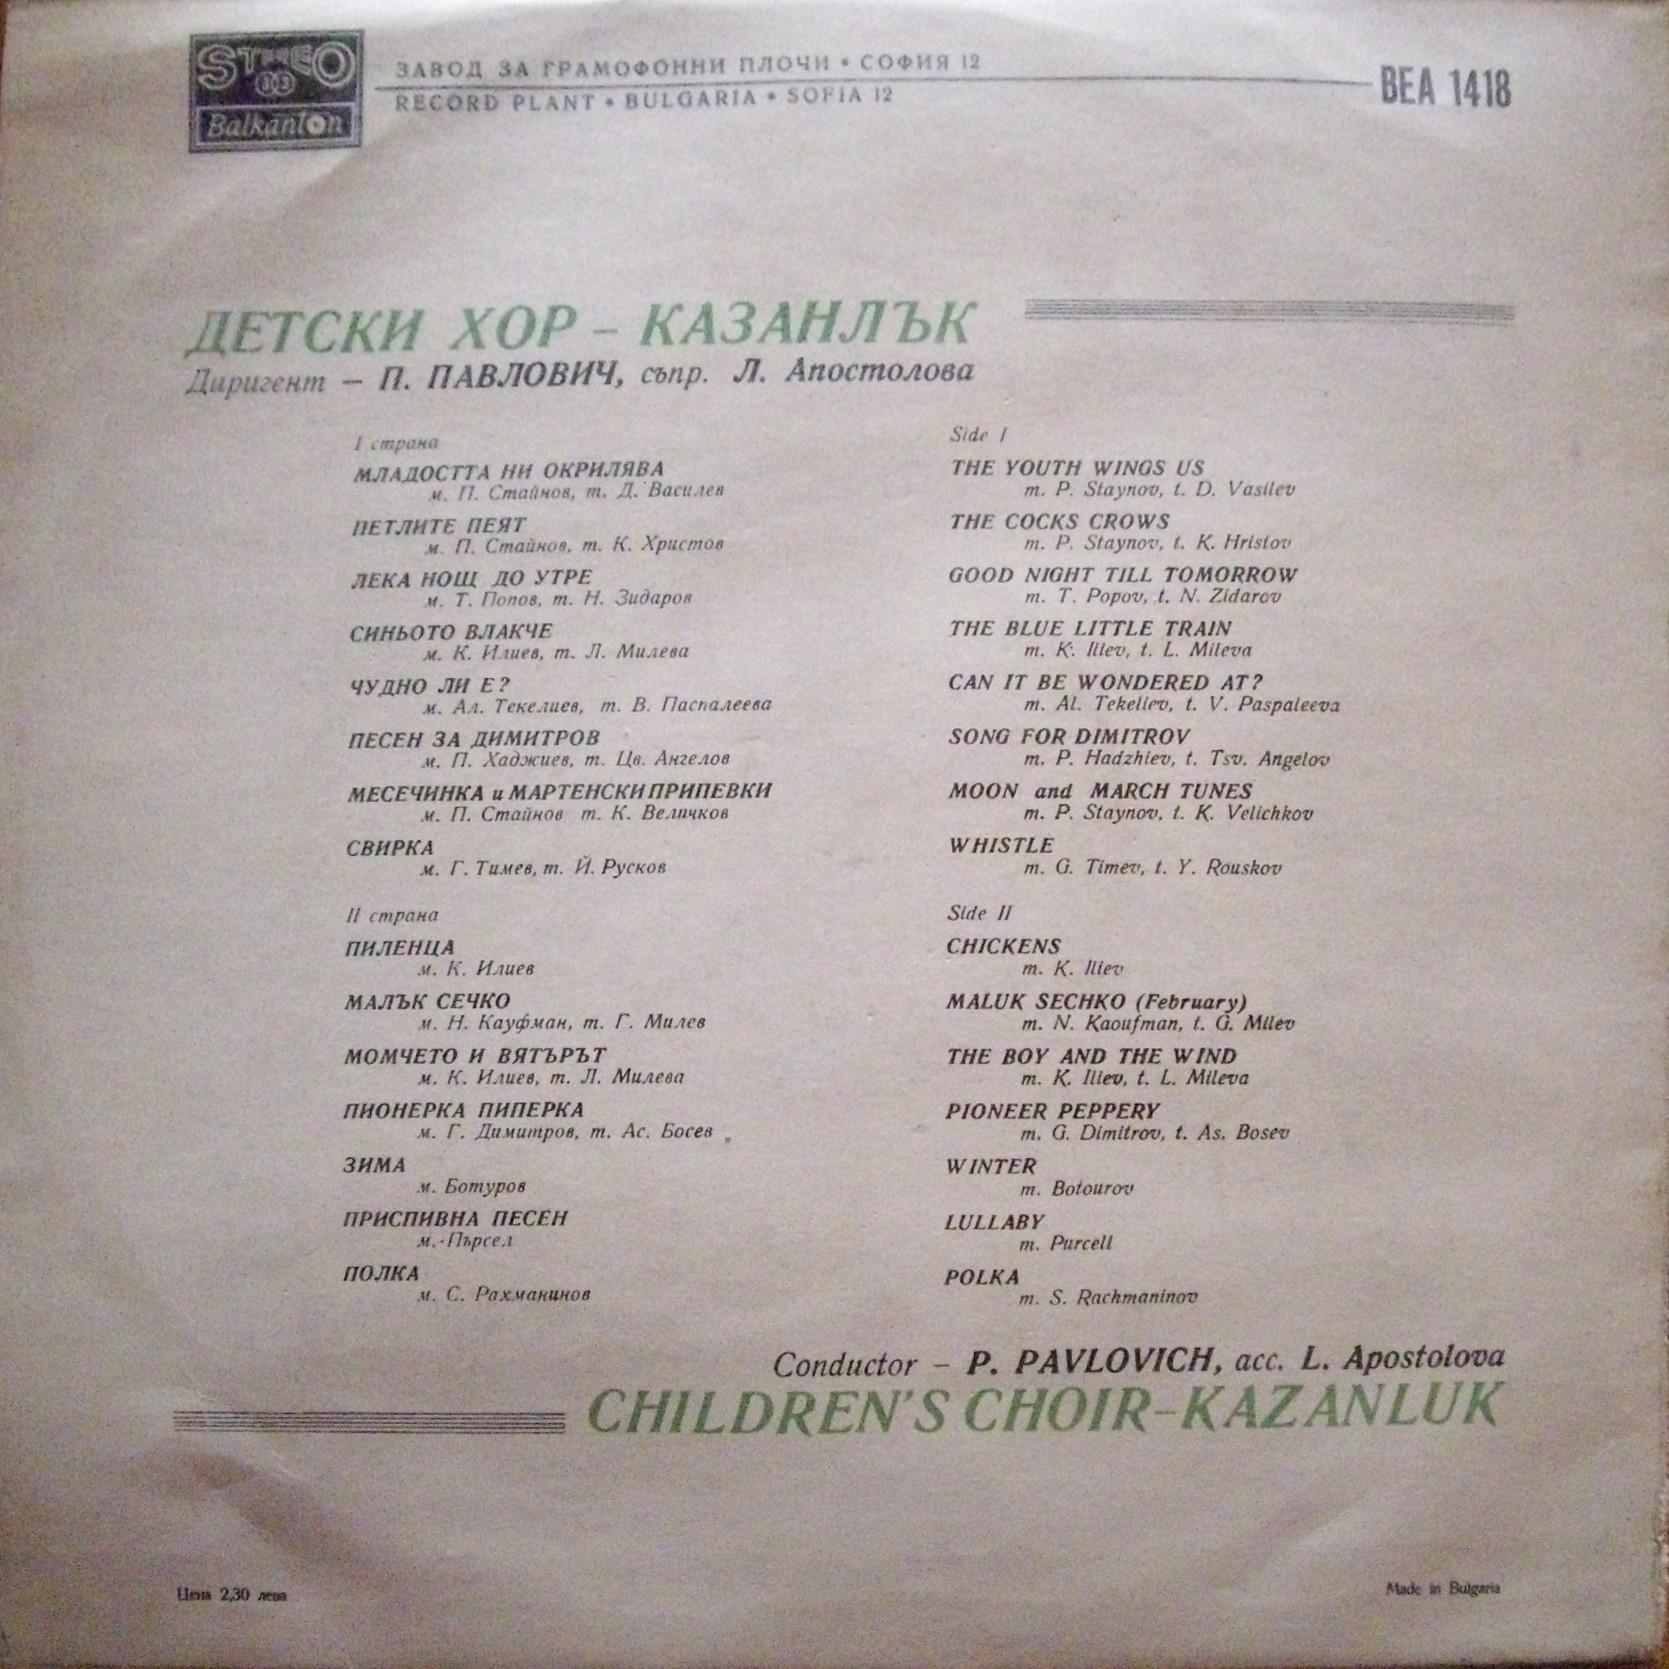 STEREO
Balkanton
ЗАВОД ЗА ГРАМОФОННИ ПЛОЧИ • СОФИЯ 12
RECORD PLANT • BULGARIA • SOFIA 12
ВЕА 1418
ДЕТСКИ ХОР – КАЗАНЛЪК
Диригент – П. ПАВЛОВИЧ, съпр. Л. Апостолова
I страна
МЛАДОСТТА НИ ОКРИЛЯВА
м. П. Стайнов, т. Д. Василев
ПЕТЛИТЕ ПЕЯТ
м. П. Стайнов, т. К. Христов
ЛЕКА НОЩ ДО УТРЕ
м. Т. Попов, т. Н. Зидаров
СИНЬОТО ВЛАКЧЕ
м. К. Илиев, т. Л. Милева
ЧУДНО ЛИ Е?
м. Ал. Текелиев, т. В. Паспалеева
ПЕСЕН ЗА ДИМИТРОВ
м. П. Хаджиев, т. Цв. Ангелов
МЕСЕЧИНКА и МАРТЕНСКИ ПРИПЕВКИ
м. П. Стайнов т. К. Величков
СВИРКА
м. Г. Тимев, т. Й. Русков
II страна
ПИЛЕНЦА
м. К. Илиев
МАЛЪК СЕЧКО
м. Н. Кауфман, т. Г. Милев
МОМЧЕТО И ВЯТЪРЪТ
м. К. Илиев, т. Л. Милева
ПИОНЕРКА ПИПЕРКА
м. Г. Димитров, т. Ас. Босев
ЗИМА
м. Ботуров
ПРИСПИВНА ПЕСЕН
м. Пърсел
ПОЛКА
м. С. Рахманинов
Side I
THE YOUTH WINGS US
m. P. Staynov, t. D. Vasilev
THE COCKS CROWS
m. P. Staynov, t. K. Hristov
GOOD NIGHT TILL TOMORROW
m. T. Popov, t. N. Zidarov
THE BLUE LITTLE TRAIN
m. K. Iliev, t. L. Mileva
CAN IT BE WONDERED AT?
m. Al. Tekeliev, t. V. Paspaleeva
SONG FOR DIMITROV
m. P. Hadzhiev, t. Tsv. Angelov
MOON and MARCH TUNES
m. P. Staynov, t. K. Velichkov
WHISTLE
m. G. Timev, t. Y. Rouskov
Side II
CHICKENS
m. K. Iliev
MALUK SECHKO (February)
m. N. Kaoufman, t. G. Milev
THE BOY AND THE WIND
m. K. Iliev, t. L. Mileva
PIONEER PEPPERY
m. G. Dimitrov, t. As. Bosev
WINTER
m. Botourov
LULLABY
m. Purcell
POLKA
m. S. Rachmaninov
Conductor – P. PAVLOVICH, acc. L. Apostolova
CHILDREN'S CHOIR–KAZANLUK
Цена 2,30 лева
Made in Bulgaria